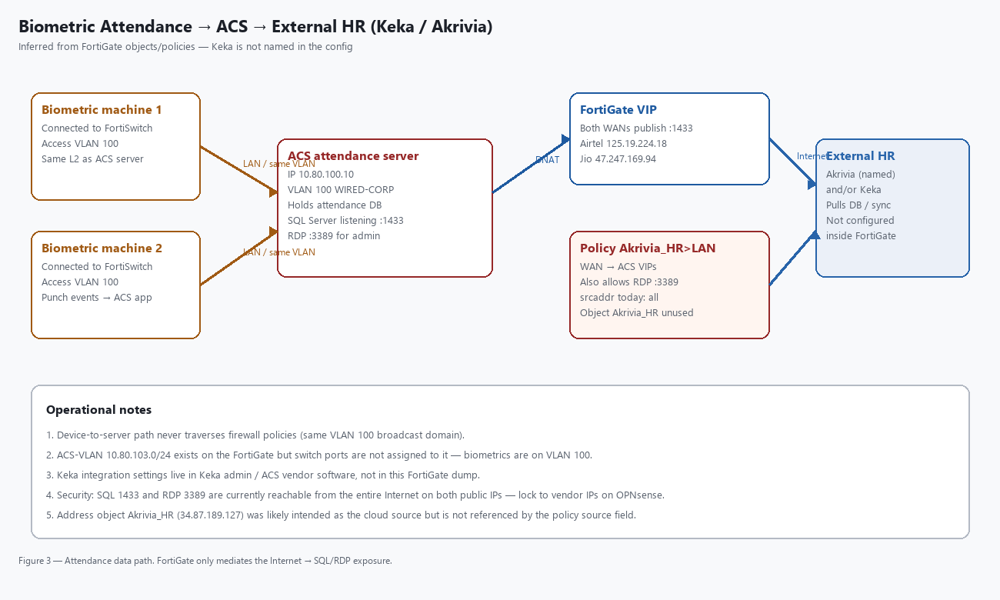 Biometric Attendance → ACS → External HR (Keka / Akrivia)
Inferred from FortiGate objects/policies — Keka is not named in the config
Biometric machine 1
Connected to FortiSwitch
Access VLAN 100
Same L2 as ACS server
LAN / same VLAN
Biometric machine 2
Connected to FortiSwitch
Access VLAN 100
Punch events → ACS app
LAN / same VLAN
ACS attendance server
IP 10.80.100.10
VLAN 100 WIRED-CORP
Holds attendance DB
SQL Server listening :1433
RDP :3389 for admin
DNAT
FortiGate VIP
Both WANs publish :1433
Airtel 125.19.224.18
Jio 47.247.169.94
Policy Akrivia_HR>LAN
WAN → ACS VIPs
Also allows RDP :3389
srcaddr today: all
Object Akrivia_HR unused
Internet
External HR
Akrivia (named)
and/or Keka
Pulls DB / sync
Not configured
inside FortiGate
Operational notes
1. Device-to-server path never traverses firewall policies (same VLAN 100 broadcast domain).
2. ACS-VLAN 10.80.103.0/24 exists on the FortiGate but switch ports are not assigned to it — biometrics are on VLAN 100.
3. Keka integration settings live in Keka admin / ACS vendor software, not in this FortiGate dump.
4. Security: SQL 1433 and RDP 3389 are currently reachable from the entire Internet on both public IPs — lock to vendor IPs on OPNsense.
5. Address object Akrivia_HR (34.87.189.127) was likely intended as the cloud source but is not referenced by the policy source field.
Figure 3 — Attendance data path. FortiGate only mediates the Internet → SQL/RDP exposure.